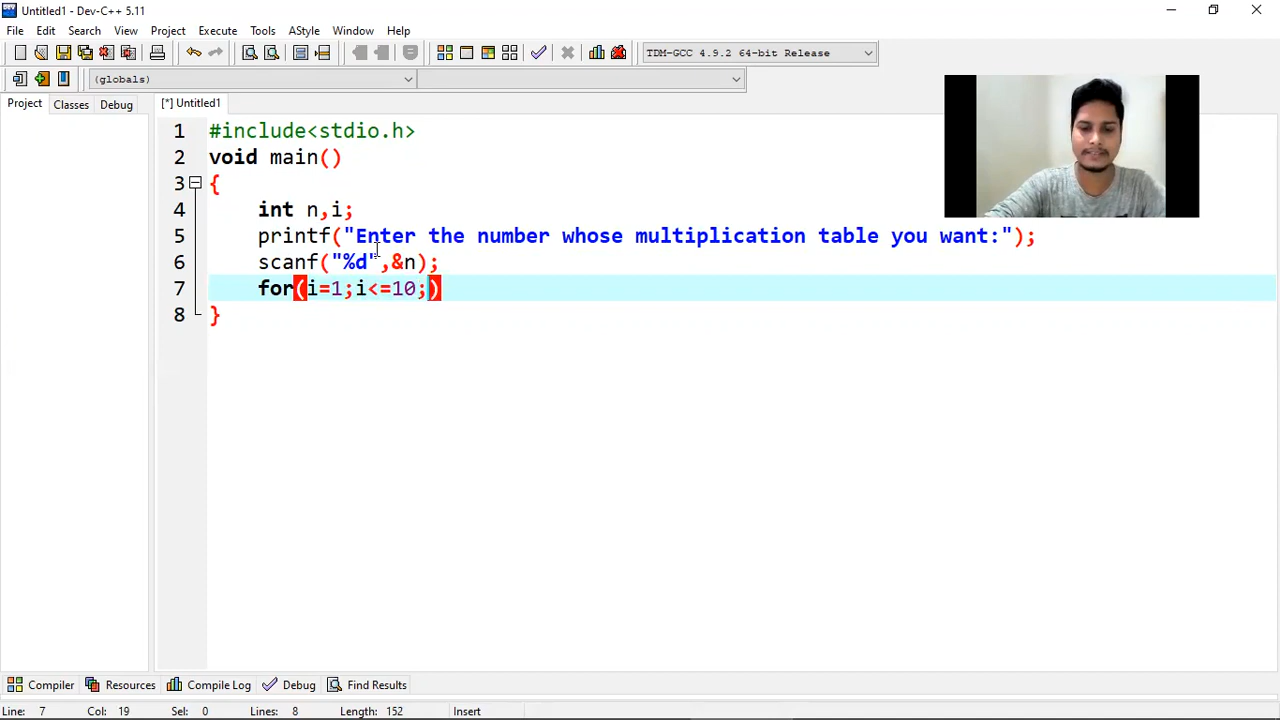 Untitled1 - Dev-C++ 5.11
File Edit Search View Project Execute Tools AStyle Window Help
TDM-GCC 4.9.2 64-bit Release
(globals)
Project Classes Debug [*] Untitled1
1 #include<stdio.h>
2 void main()
3 {
4 int n,i;
5 printf("Enter the number whose multiplication table you want:");
6 scanf("%d",&n);
7 for(i=1;i<=10;)
8 }
Compiler Resources Compile Log Debug Find Results
Line: 7 Col: 19 Sel: 0 Lines: 8 Length: 152 Insert